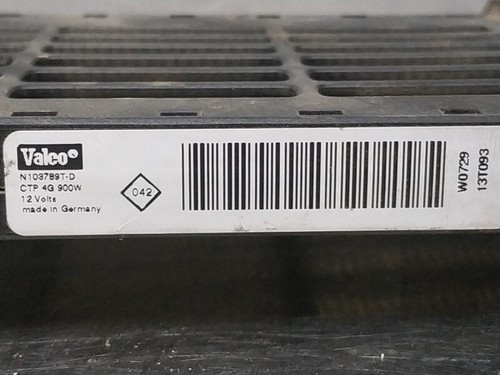 Valeo
N103789T-D
CTP 4G 900W
12 Volts
made in Germany
042
W0729
13T093